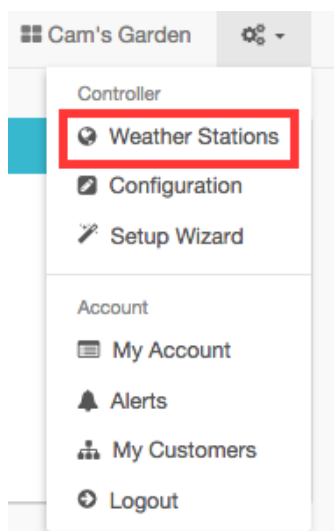 Cam's Garden
Controller
Weather Stations
Configuration
Setup Wizard
Account
My Account
Alerts
My Customers
Logout